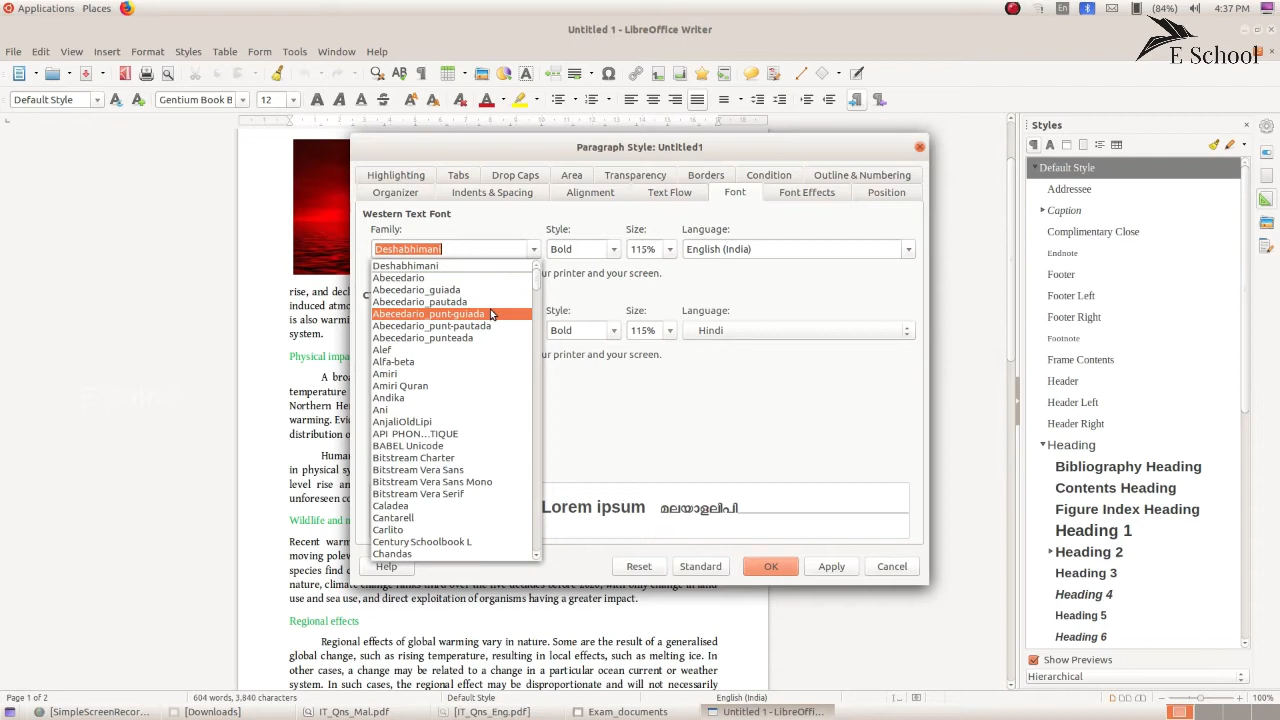 Applications Places En (84%) 4:37 PM
Untitled 1 - LibreOffice Writer
E School
File Edit View Insert Format Styles Table Form Tools Window Help
Default Style Gentium Book B 12
Styles
Paragraph Style: Untitled1
Highlighting Tabs Drop Caps Area Transparency Borders Condition Outline & Numbering
Organizer Indents & Spacing Alignment Text Flow Font Font Effects Position
Western Text Font
Family: Style: Size: Language:
Deshabhimani Bold 115% English (India)
ur printer and your screen.
Style: Size: Language:
Bold 115% Hindi
ur printer and your screen.
Deshabhimani
Abecedario
Abecedario_guiada
Abecedario_pautada
Abecedario_punt-guiada
Abecedario_punt-pautada
Abecedario_punteada
Alef
Alfa-beta
Amiri
Amiri Quran
Andika
Ani
AnjaliOldLipi
API PHON...TIQUE
BABEL Unicode
Bitstream Charter
Bitstream Vera Sans
Bitstream Vera Sans Mono
Bitstream Vera Serif
Caladea
Cantarell
Carlito
Century Schoolbook L
Chandas
Lorem ipsum മലയാളലിപി
Help Reset Standard OK Apply Cancel
Default Style
Addressee
Caption
Complimentary Close
Endnote
Footer
Footer Left
Footer Right
Footnote
Frame Contents
Header
Header Left
Header Right
Heading
Bibliography Heading
Contents Heading
Figure Index Heading
Heading 1
Heading 2
Heading 3
Heading 4
Heading 5
Heading 6
Show Previews
Hierarchical
rise, and decl
induced atmo
is also warmi
system.
Physical impa
A broa
temperature
Northern He
warming. Evi
distribution o
Human
in physical sy
level rise and
unforeseen co
Wildlife and n
Recent warm
moving polew
species find e
nature, climate change ranks third over the five decades before 2020, with only change in land
use and sea use, and direct exploitation of organisms having a greater impact.
Regional effects
Regional effects of global warming vary in nature. Some are the result of a generalised
global change, such as rising temperature, resulting in local effects, such as melting ice. In
other cases, a change may be related to a change in a particular ocean current or weather
system. In such cases, the regional effect may be disproportionate and will not necessarily
Page 1 of 2 604 words, 3,840 characters Default Style English (India) 100%
[SimpleScreenRecor... [Downloads] IT_Qns_Mal.pdf [IT_Qns_Eng.pdf] Exam_documents Untitled 1 - LibreOffi...